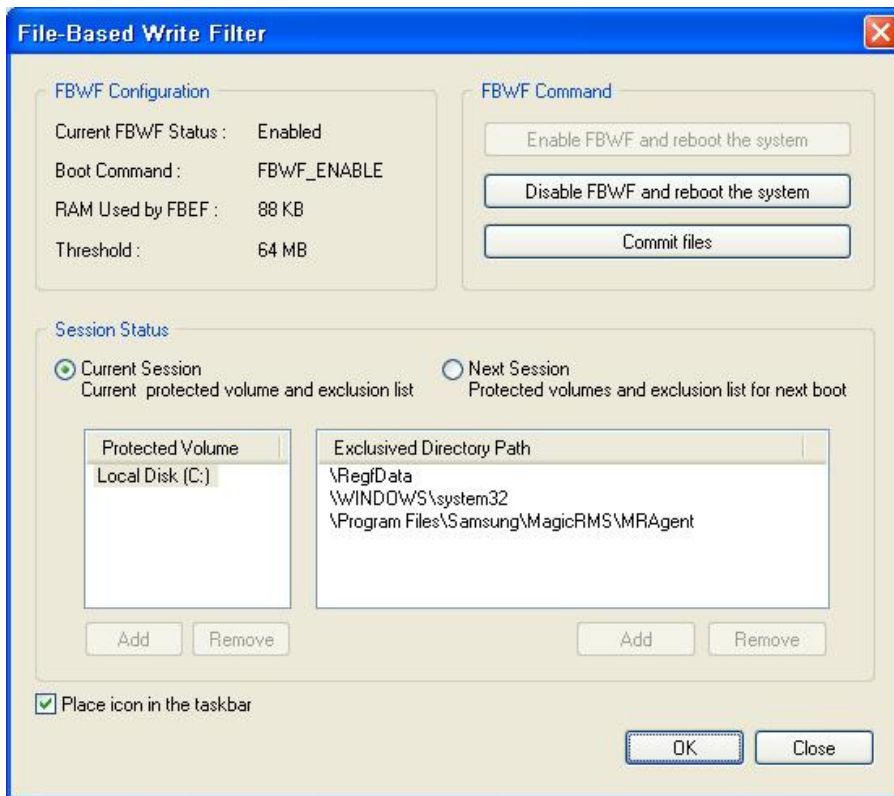 File-Based Write Filter
FBWF Configuration
Current FBWF Status : Enabled
Boot Command : FBWF_ENABLE
RAM Used by FBEF : 88 KB
Threshold : 64 MB
FBWF Command
Enable FBWF and reboot the system
Disable FBWF and reboot the system
Commit files
Session Status
Current Session
Current protected volume and exclusion list
Next Session
Protected volumes and exclusion list for next boot
Protected Volume
Local Disk (C:)
Exclusived Directory Path
\RegfData
\WINDOWS\system32
\Program Files\Samsung\MagicRMS\MRAgent
Add Remove
Add Remove
Place icon in the taskbar
OK Close